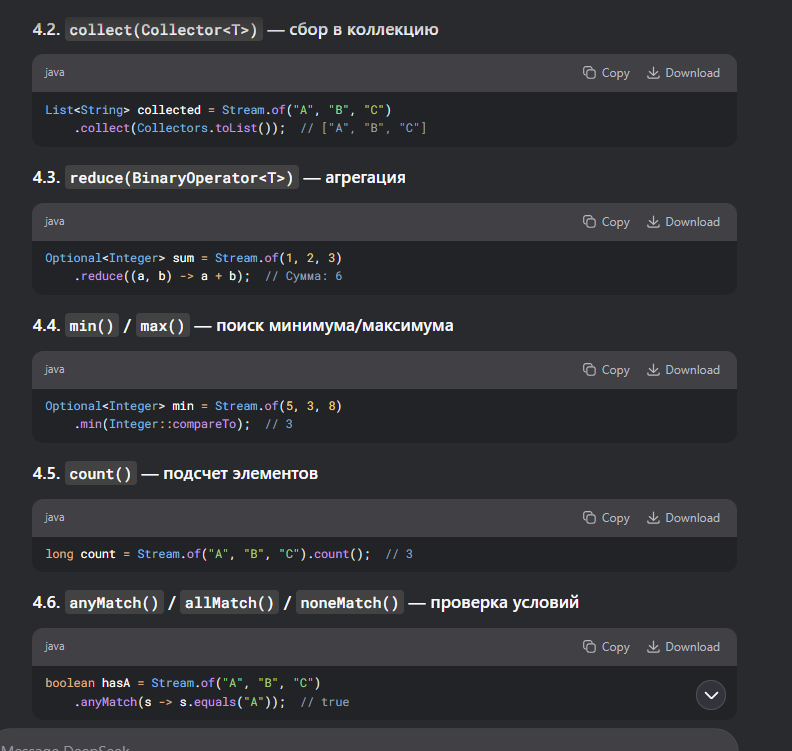 4.2. collect(Collector<T>) — сбор в коллекцию
java Copy Download
List<String> collected = Stream.of("A", "B", "C")
.collect(Collectors.toList()); // ["A", "B", "C"]
4.3. reduce(BinaryOperator<T>) — агрегация
java Copy Download
Optional<Integer> sum = Stream.of(1, 2, 3)
.reduce((a, b) -> a + b); // Сумма: 6
4.4. min() / max() — поиск минимума/максимума
java Copy Download
Optional<Integer> min = Stream.of(5, 3, 8)
.min(Integer::compareTo); // 3
4.5. count() — подсчет элементов
java Copy Download
long count = Stream.of("A", "B", "C").count(); // 3
4.6. anyMatch() / allMatch() / noneMatch() — проверка условий
java Copy Download
boolean hasA = Stream.of("A", "B", "C")
.anyMatch(s -> s.equals("A")); // true
Message DeepSeek